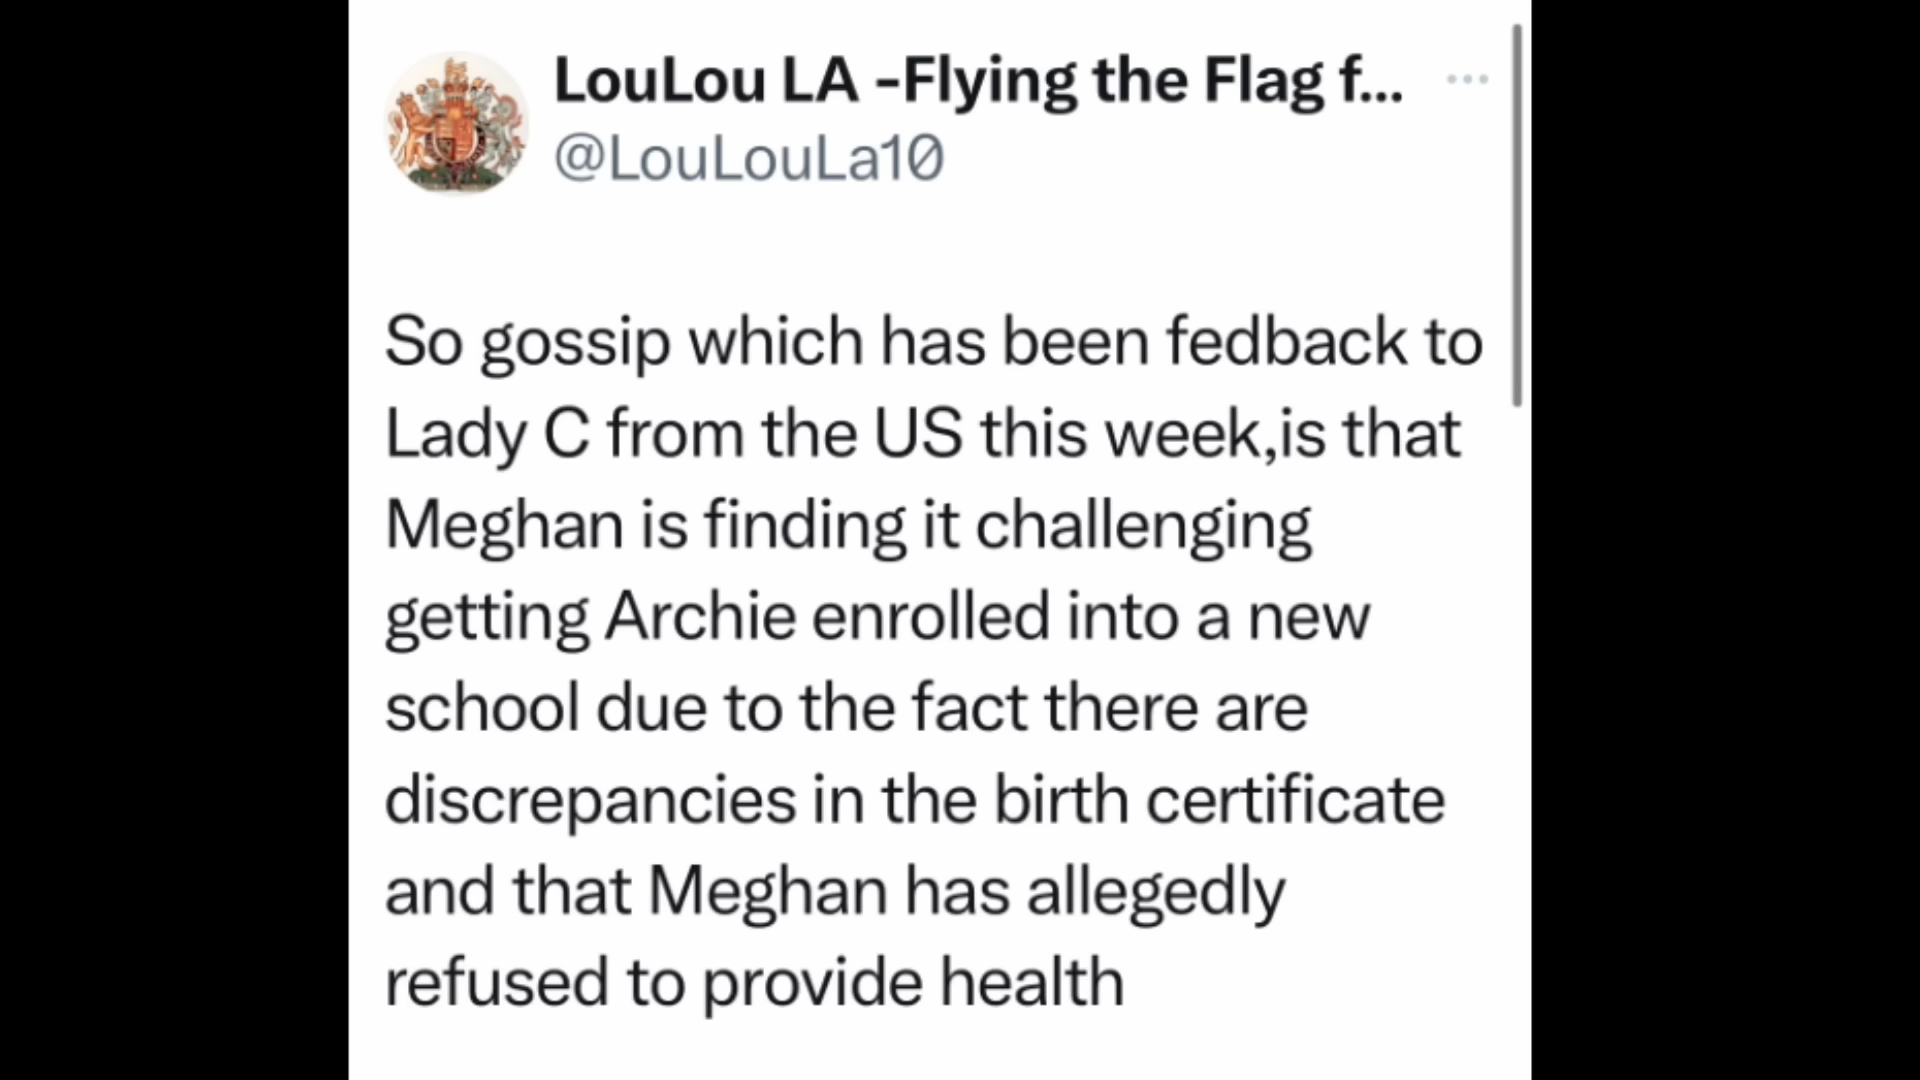 LouLou LA -Flying the Flag f...
@LouLouLa10
So gossip which has been fedback to
Lady C from the US this week,is that
Meghan is finding it challenging
getting Archie enrolled into a new
school due to the fact there are
discrepancies in the birth certificate
and that Meghan has allegedly
refused to provide health